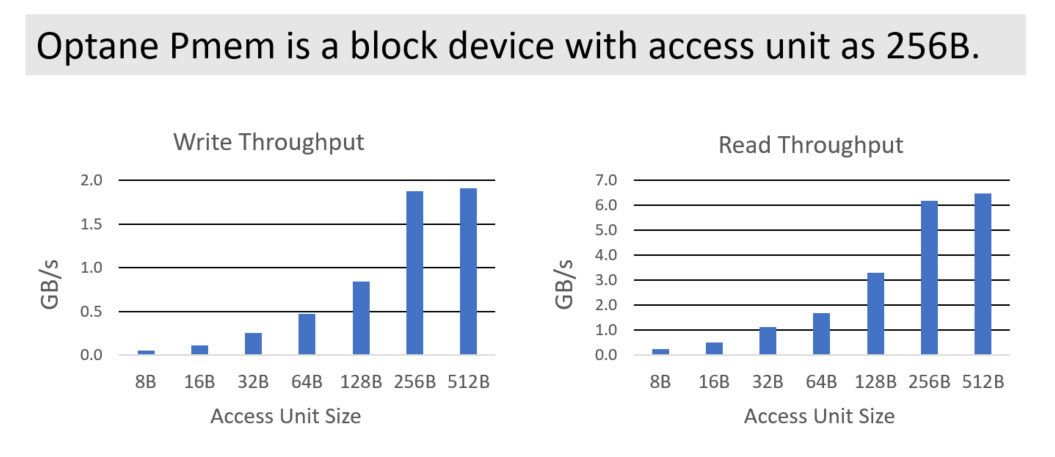 Optane Pmem is a block device with access unit as 256B.
Write Throughput
2.0
1.5
1.0
0.5
0.0
GB/s
8B 16B 32B 64B 128B 256B 512B
Access Unit Size
Read Throughput
7.0
6.0
5.0
4.0
3.0
2.0
1.0
0.0
GB/s
8B 16B 32B 64B 128B 256B 512B
Access Unit Size